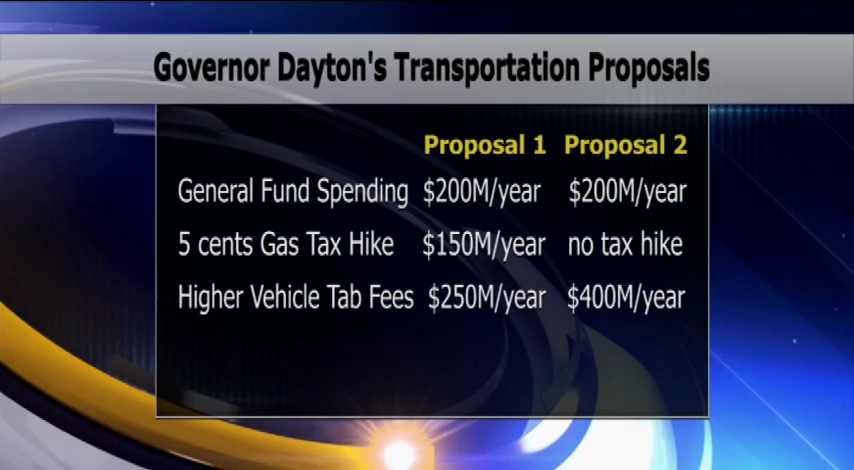 Governor Dayton's Transportation Proposals
Proposal 1 Proposal 2
General Fund Spending $200M/year $200M/year
5 cents Gas Tax Hike $150M/year no tax hike
Higher Vehicle Tab Fees $250M/year $400M/year